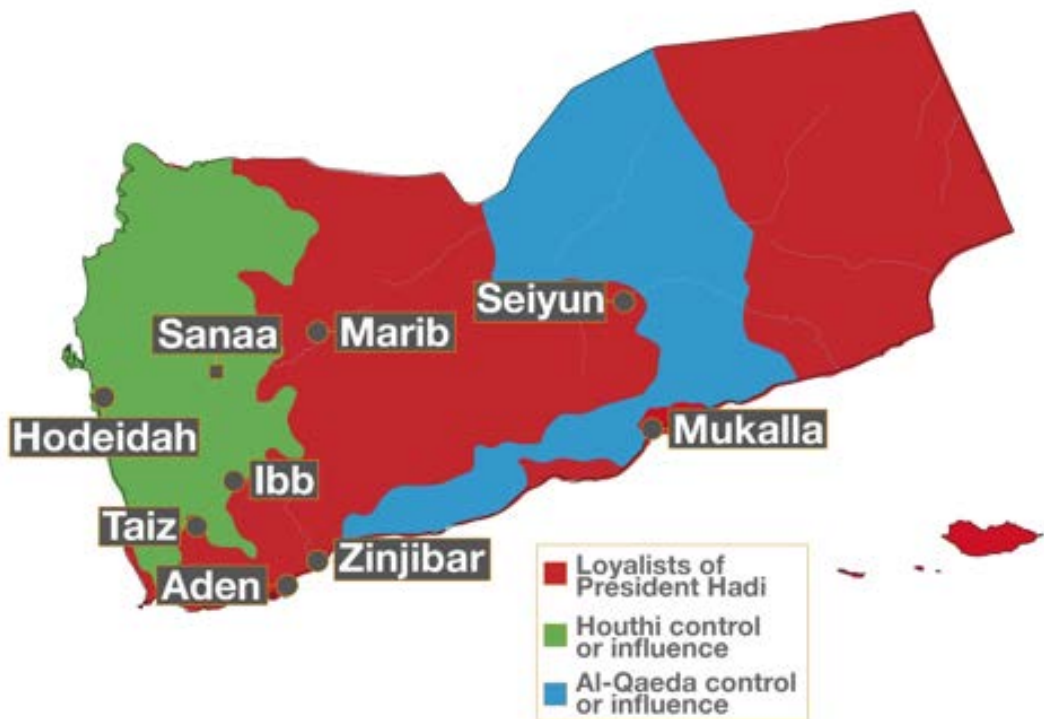 Seiyun
Sanaa
Marib
Hodeidah
Mukalla
Ibb
Taiz
Zinjibar
Aden
Loyalists of
Président Hadi
Houthi control
or influence
Al-Qaeda control
or influence